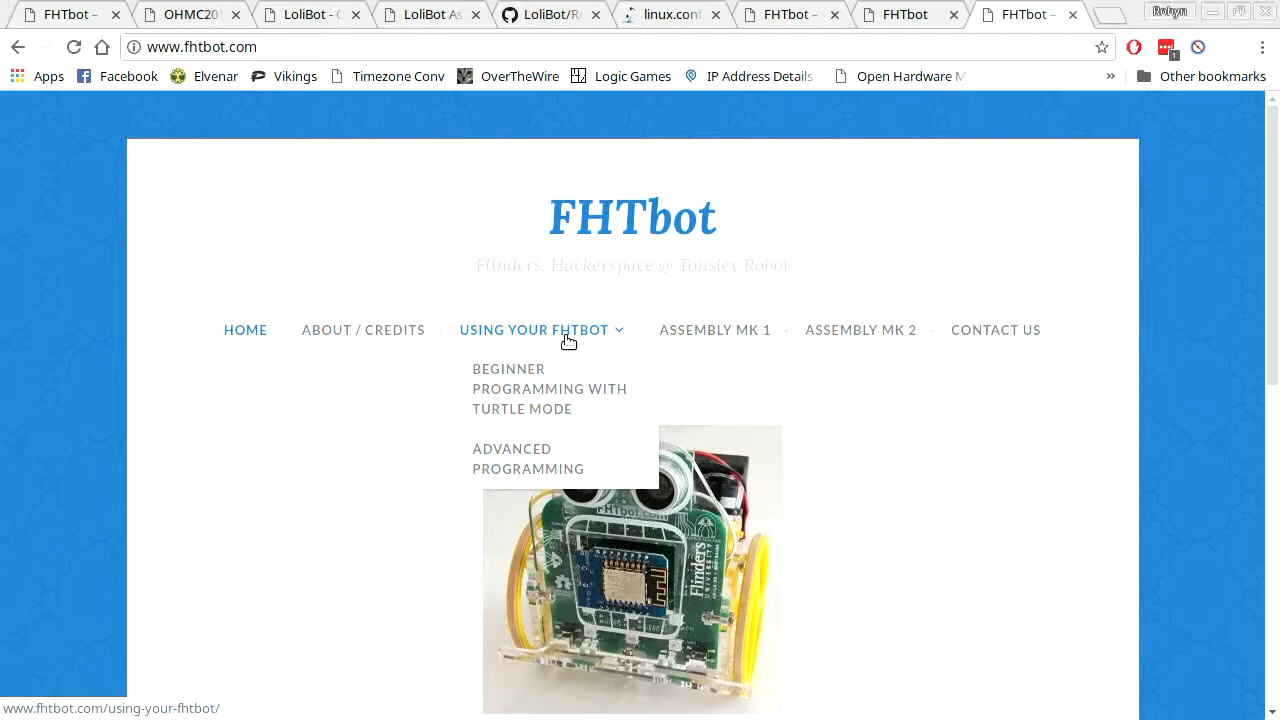 FHTbot –
OHMC20
LoliBot - C
LoliBot As
LoliBot/R
linux.conf
FHTbot –
FHTbot
FHTbot –
Robyn
www.fhtbot.com
1
Apps Facebook Elvenar Vikings Timezone Conv OverTheWire Logic Games Address Details Open Hardware M » Other bookmarks
FHTbot
Flinders. Hackerspace @ Tonsley Robot
HOME · ABOUT / CREDITS · USING YOUR FHTBOT · ASSEMBLY MK 1 · ASSEMBLY MK 2 · CONTACT US
BEGINNER
PROGRAMMING WITH
TURTLE MODE
ADVANCED
PROGRAMMING
FHTbot.com
Flinders
UNIVERSITY
www.fhtbot.com/using-your-fhtbot/